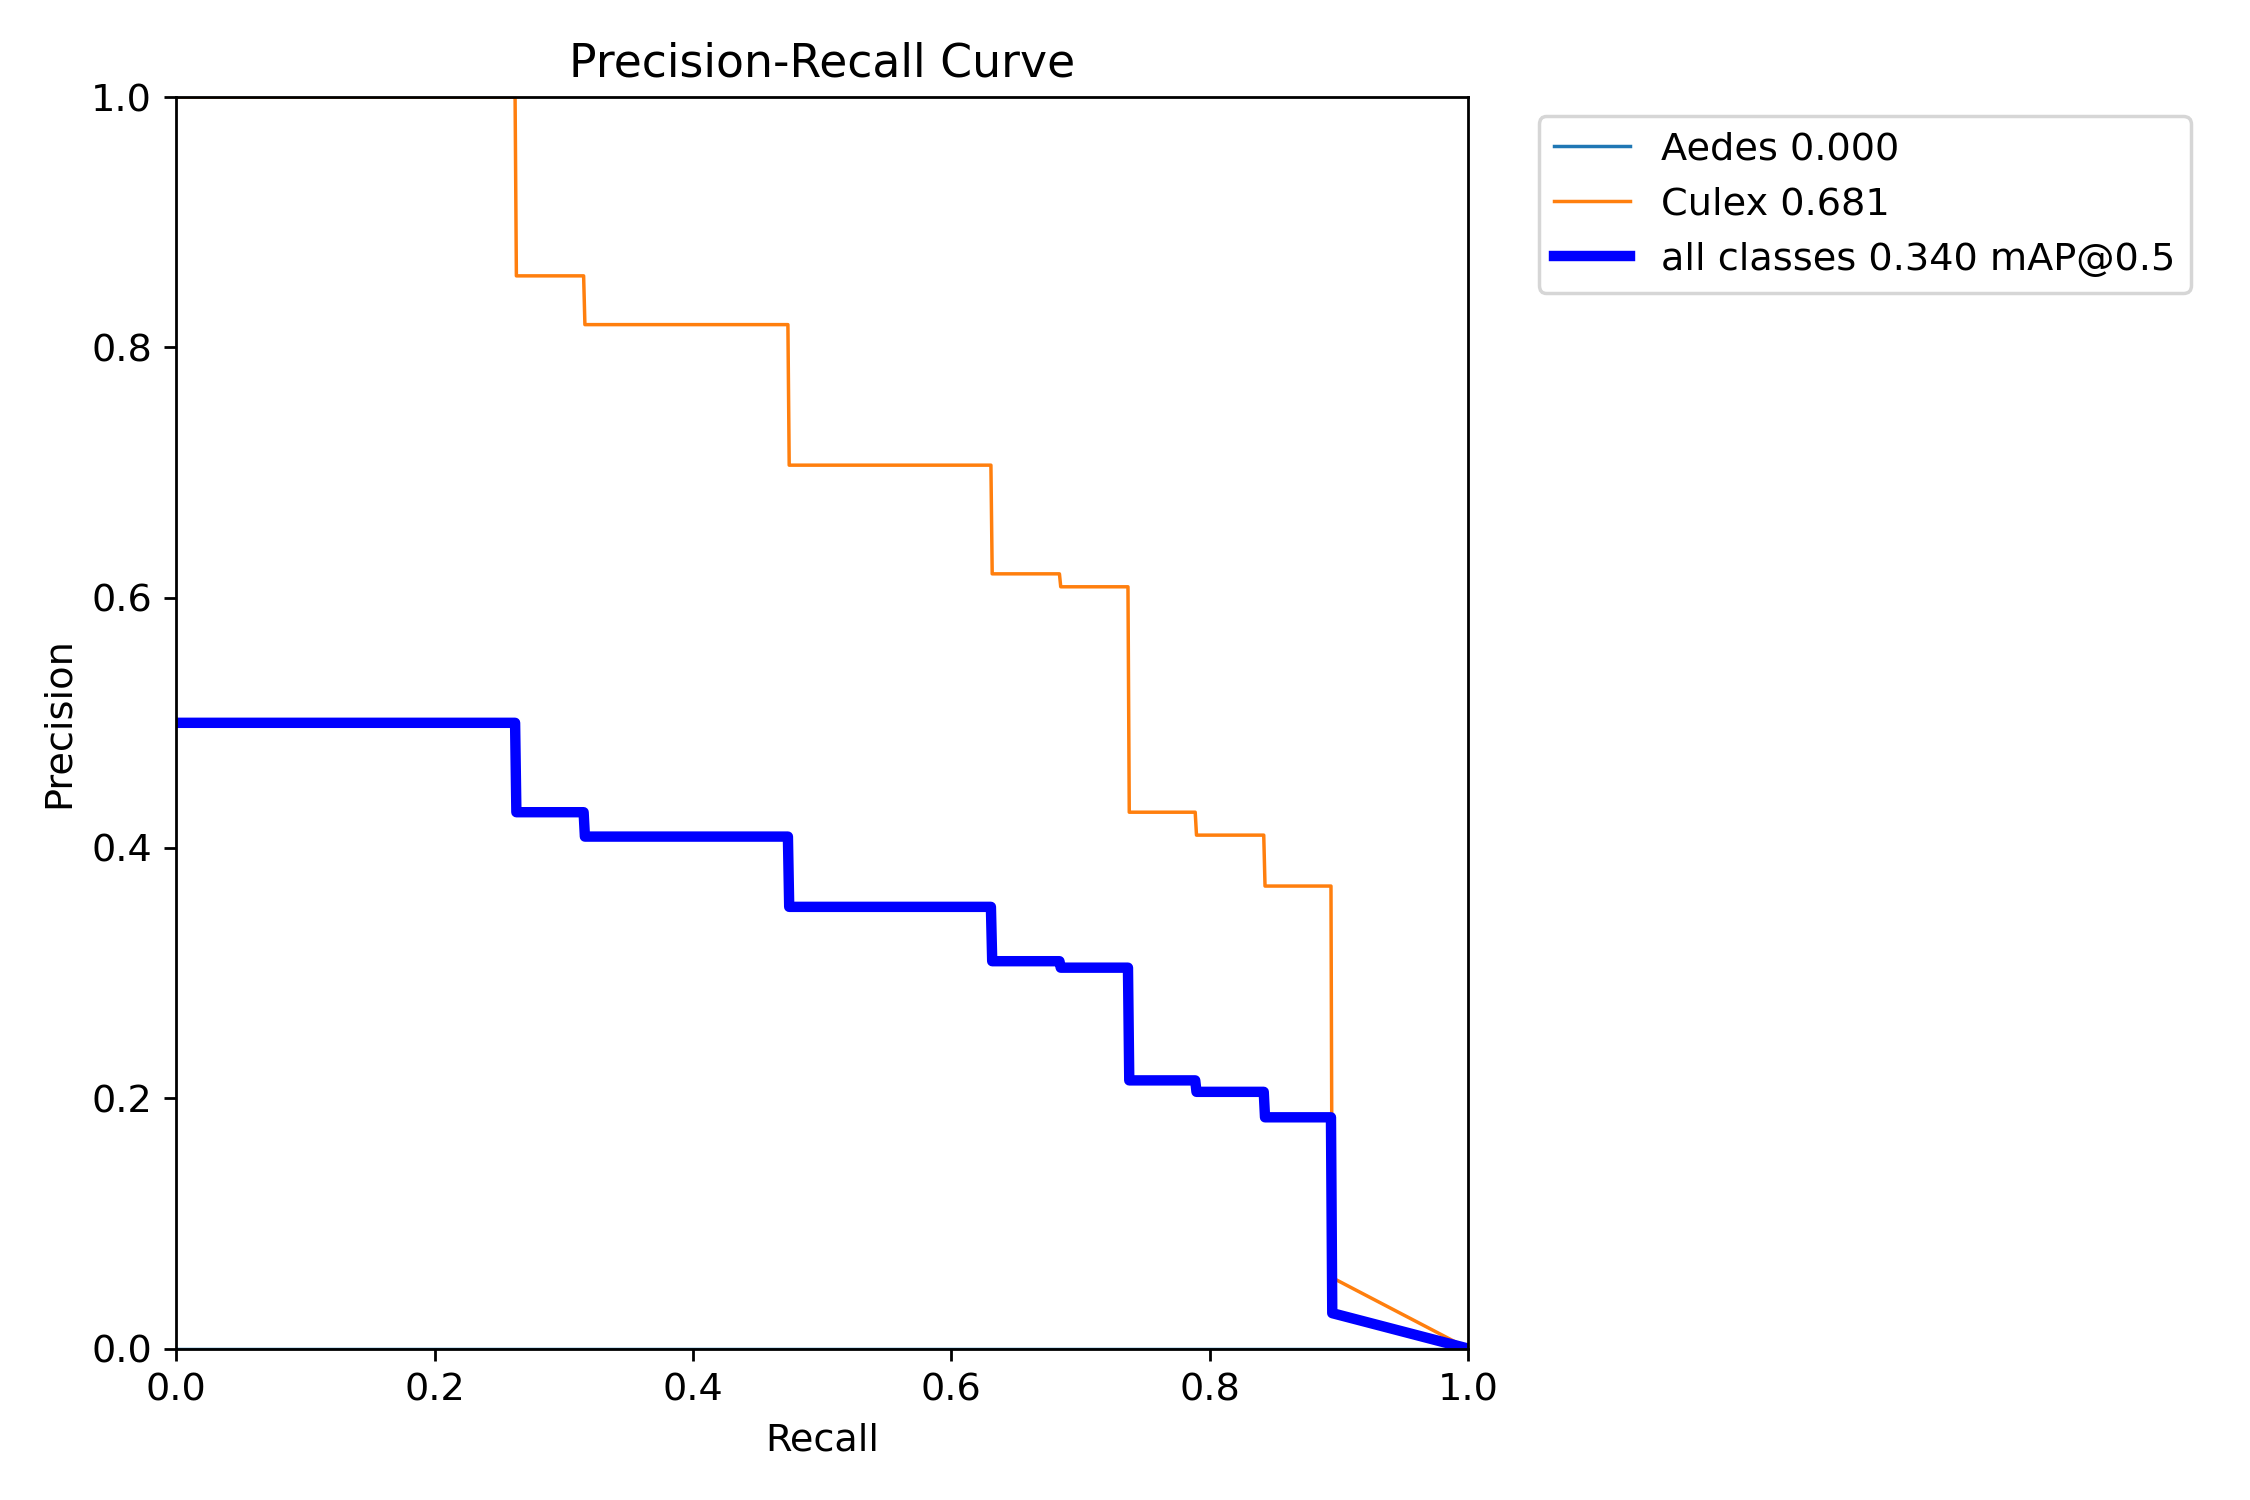 Precision-Recall Curve
1.0
0.8
0.6
0.4
0.2
0.0
Precision
0.0 0.2 0.4 0.6 0.8 1.0
Recall
Aedes 0.000
Culex 0.681
all classes 0.340 mAP@0.5